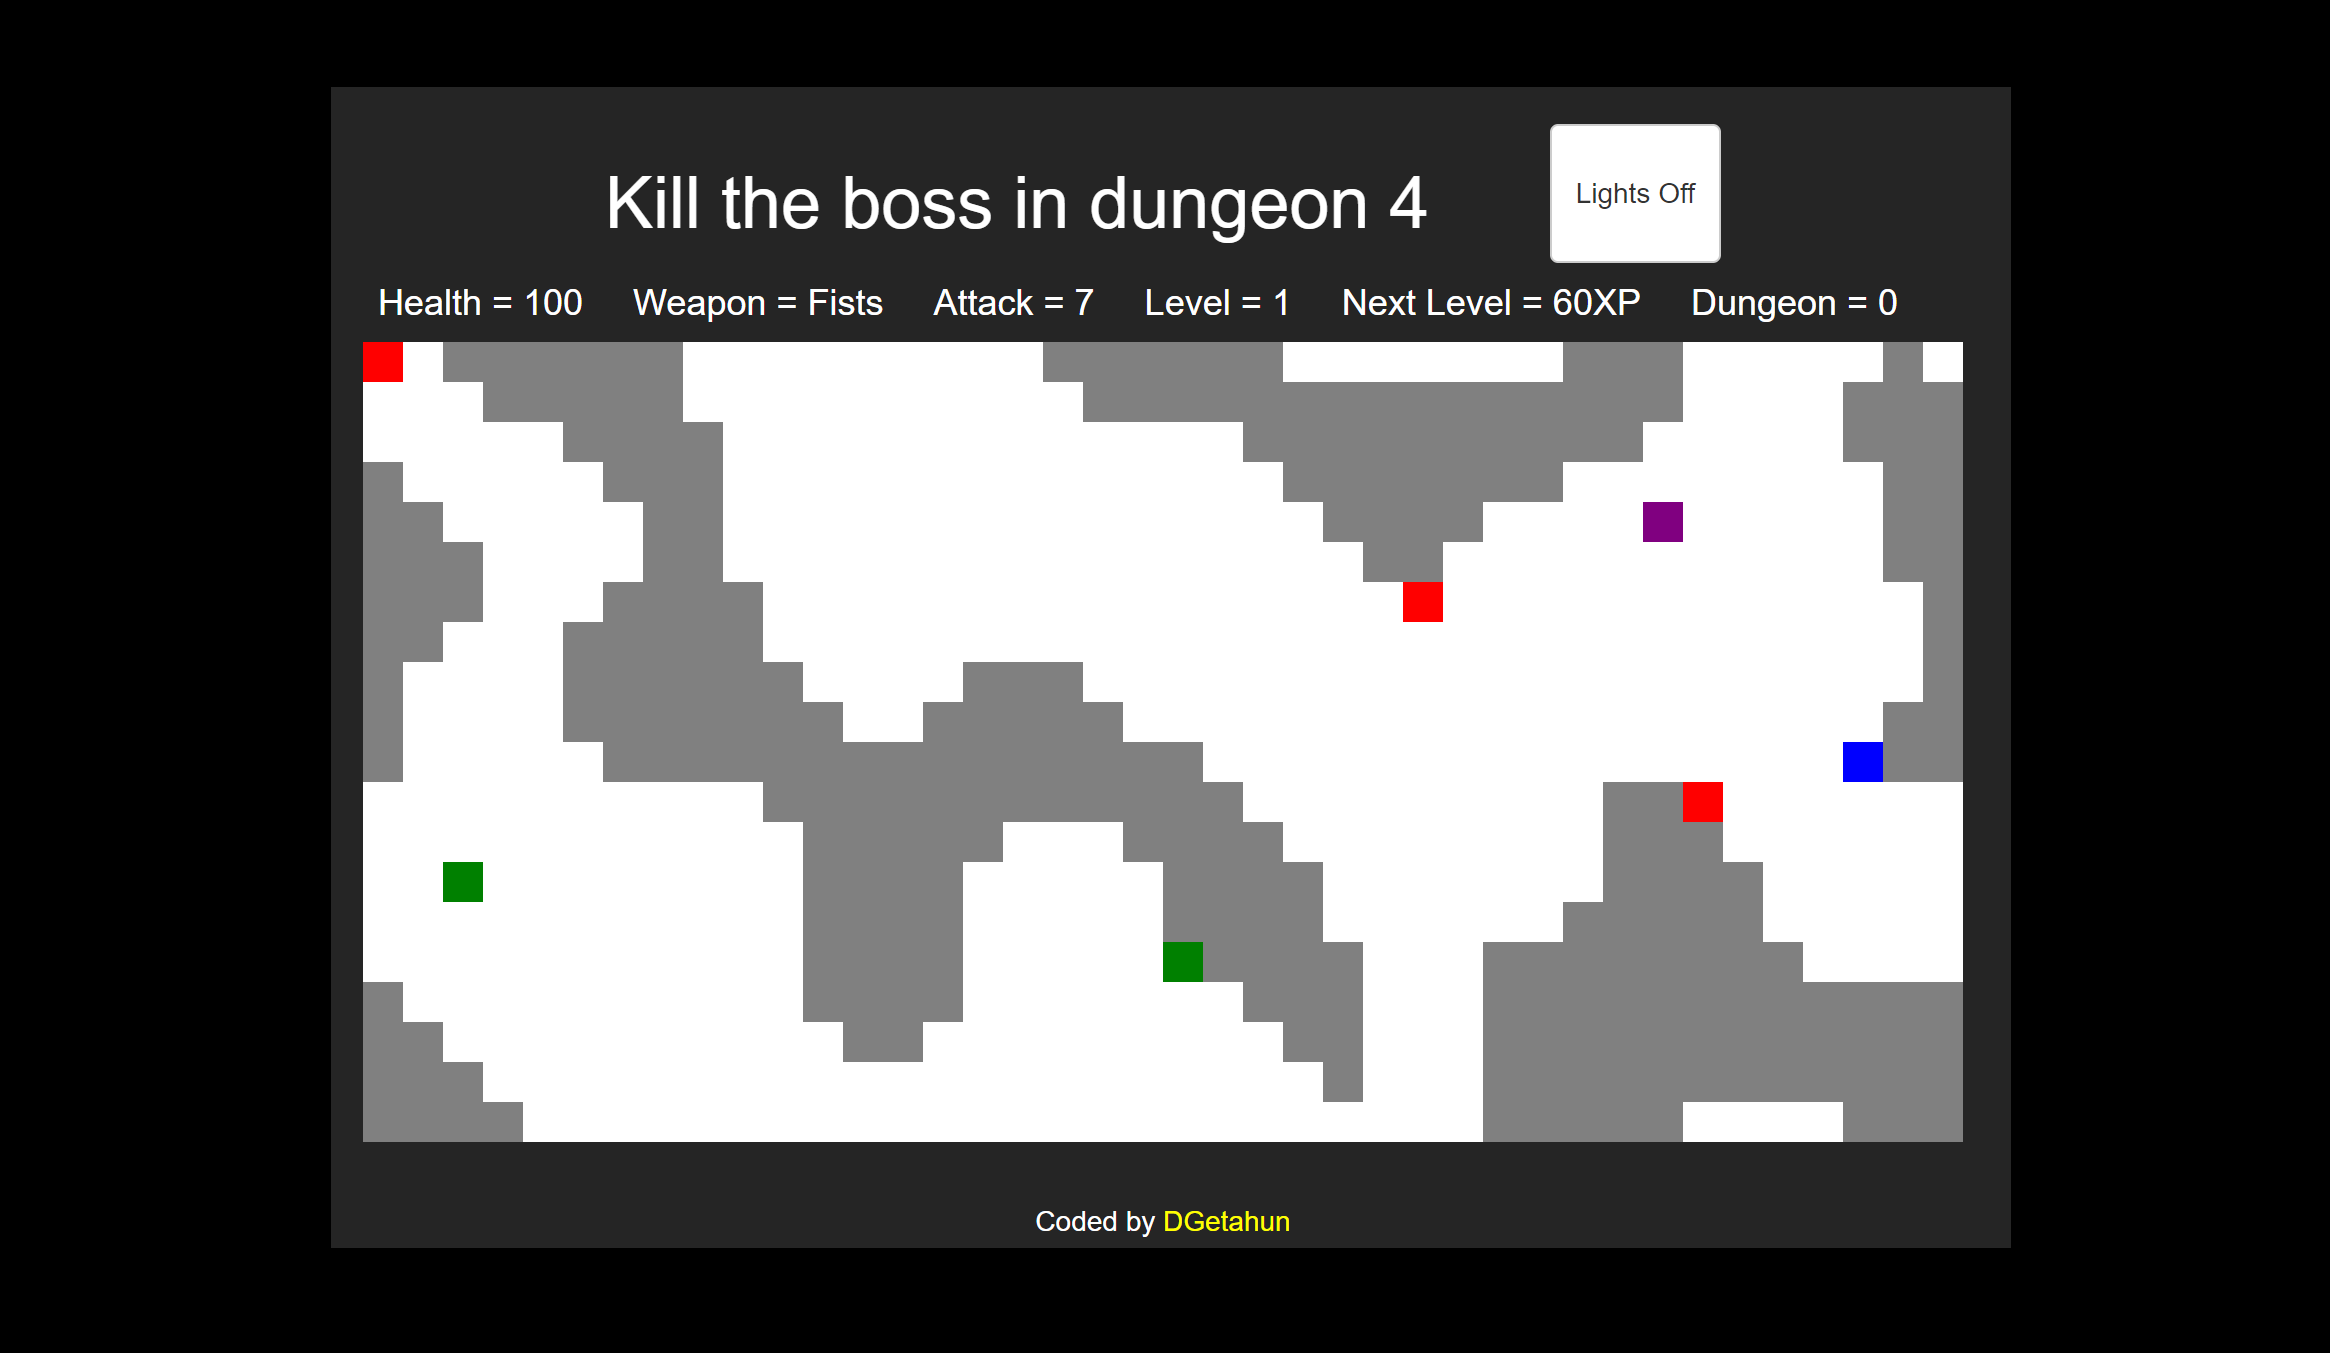 Kill the boss in dungeon 4
Lights Off
Health = 100 Weapon = Fists Attack = 7 Level = 1 Next Level = 60XP Dungeon = 0
Coded by DGetahun